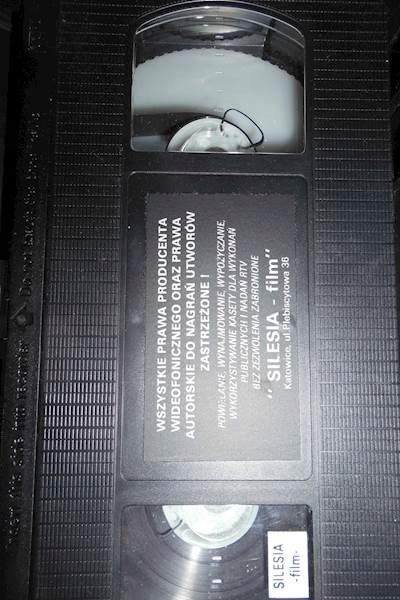 WSZYSTKIE PRAWA PRODUCENTA
WIDEOFONICZNEGO ORAZ PRAWA
AUTORSKIE DO NAGRAŃ UTWORÓW
ZASTRZEŻONE !
POWIELANIE, WYNAJMOWANIE, WYPOŻYCZANIE,
WYKORZYSTYWANIE KASETY DLA WYKONAŃ
PUBLICZNYCH I NADAŃ RTV
BEZ ZEZWOLENIA ZABRONIONE
"SILESIA - film"
Katowice, ul. Plebiscytowa 36
SILESIA
-film-